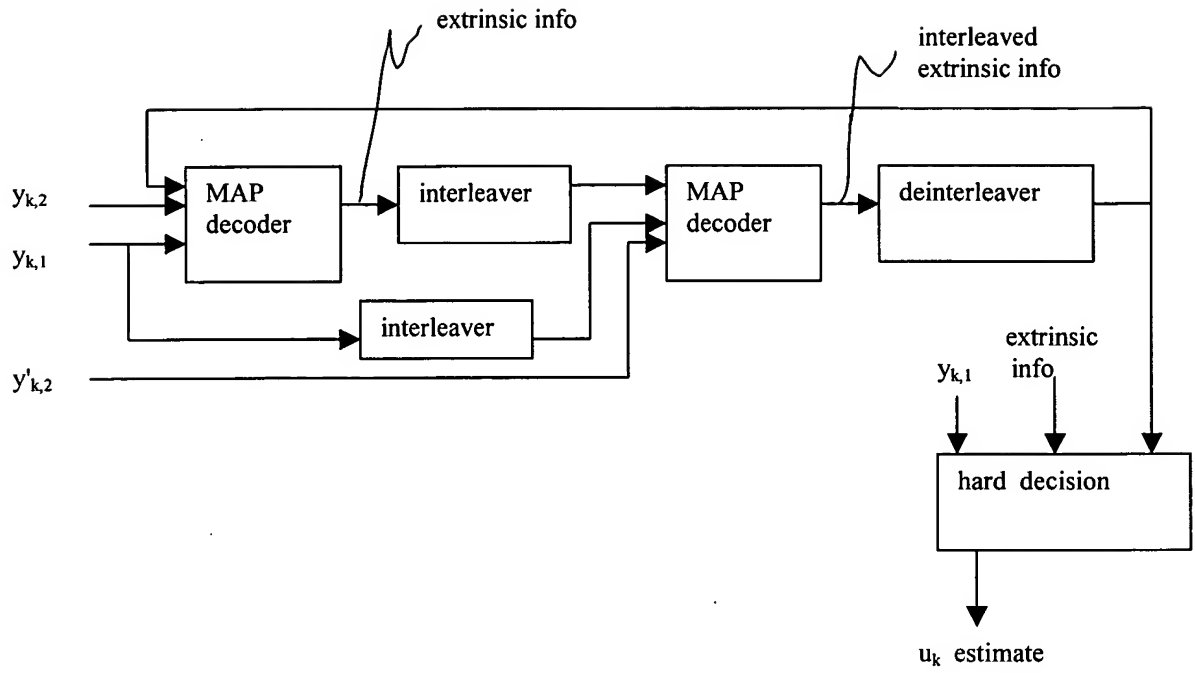 extrinsic info
interleaved
extrinsic info
y_k,2
MAP
decoder
interleaver
MAP
decoder
deinterleaver
y_k,1
interleaver
y'_k,2
y_k,1
extrinsic
info
hard decision
u_k estimate